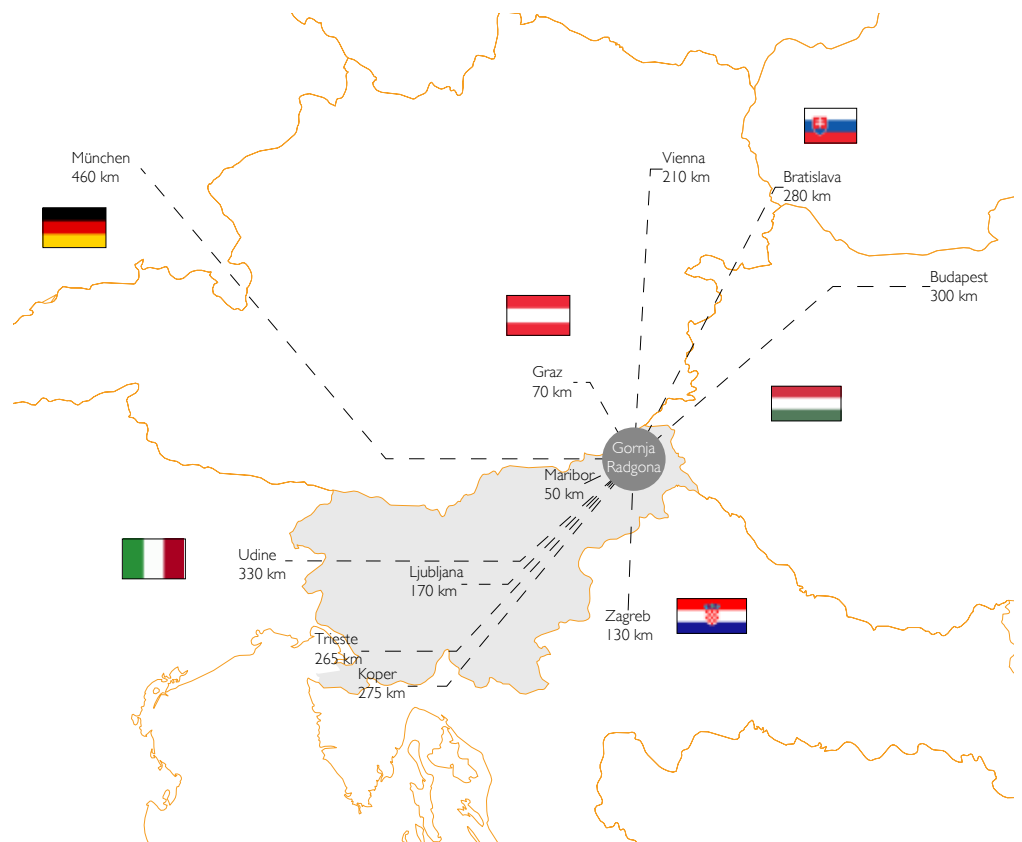 München
460 km
Vienna
210 km
Bratislava
280 km
Budapest
300 km
Graz
70 km
Gornja
Radgona
Maribor
50 km
Udine
330 km
Ljubljana
170 km
Zagreb
130 km
Trieste
265 km
Koper
275 km